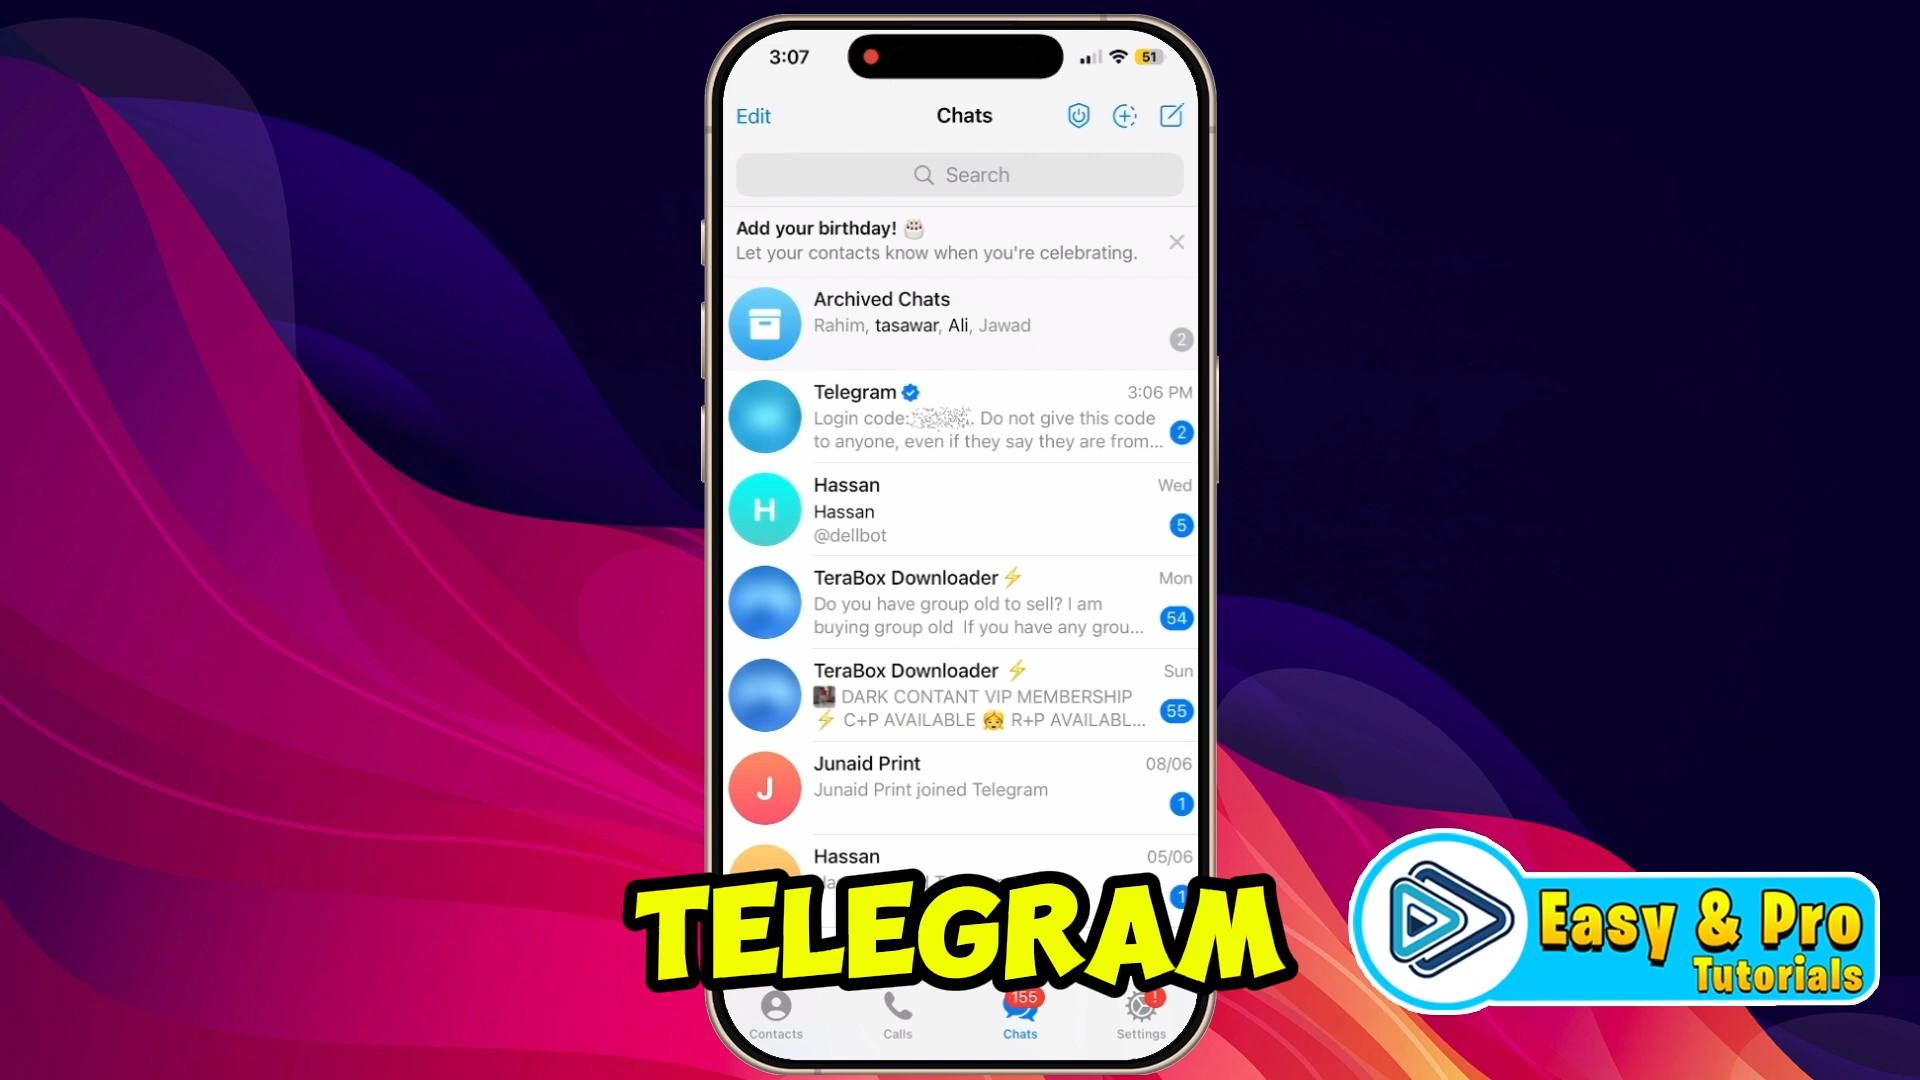 3:07
51
Edit
Chats
Search
Add your birthday! 🎂
Let your contacts know when you're celebrating.
Archived Chats
Rahim, tasawar, Ali, Jawad
2
Telegram
3:06 PM
Login code: . Do not give this code
to anyone, even if they say they are from...
2
H
Hassan
Wed
Hassan
@dellbot
5
TeraBox Downloader ⚡
Mon
Do you have group old to sell? I am
buying group old If you have any grou...
54
TeraBox Downloader ⚡
Sun
DARK CONTANT VIP MEMBERSHIP
⚡ C+P AVAILABLE 👧 R+P AVAILABL...
55
J
Junaid Print
08/06
Junaid Print joined Telegram
1
Hassan
05/06
1
TELEGRAM
Easy & Pro
Tutorials
155
!
Contacts
Calls
Chats
Settings